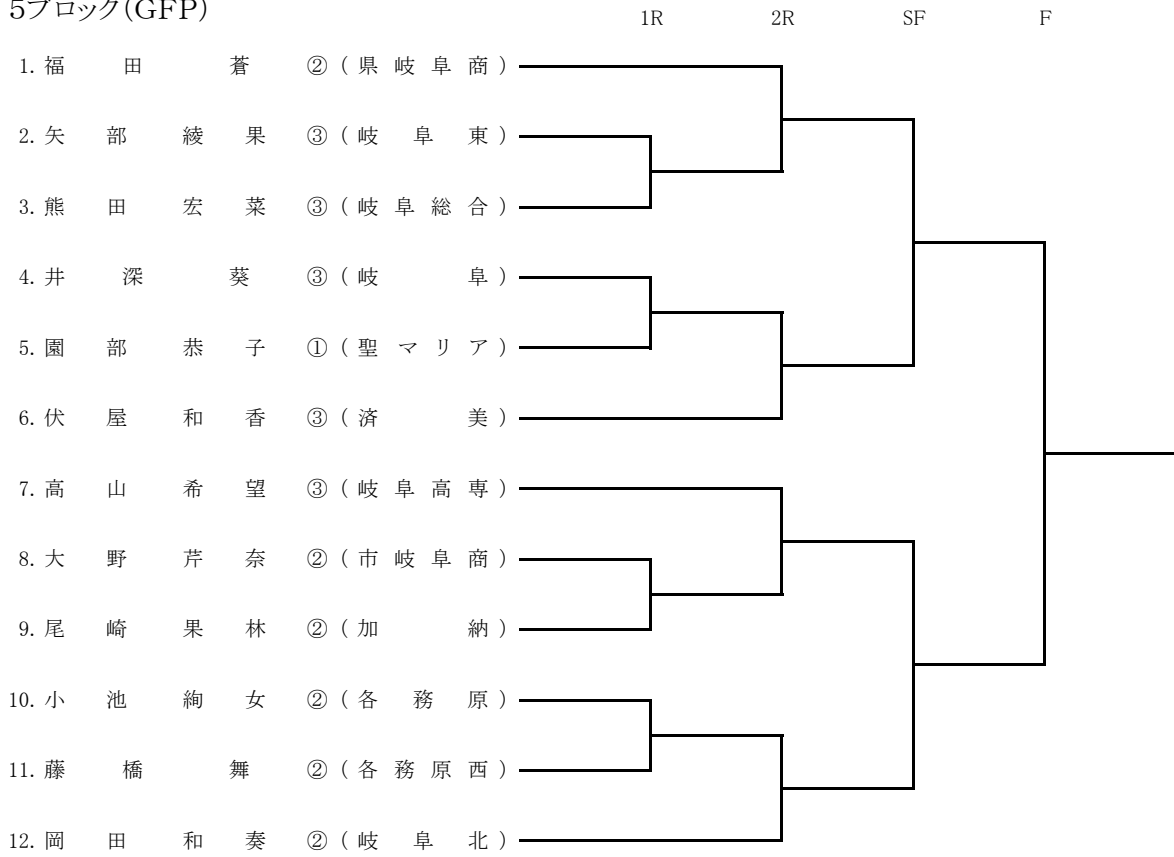 5ブロック(GFP)
1R 2R SF F
1. 福田 蒼 ② ( 県岐阜商 )
2. 矢部 綾果 ③ ( 岐阜東 )
3. 熊田 宏菜 ③ ( 岐阜総合 )
4. 井深 葵 ③ ( 岐阜 )
5. 園部 恭子 ① ( 聖マリア )
6. 伏屋 和香 ③ ( 済美 )
7. 高山 希望 ③ ( 岐阜高専 )
8. 大野 芹奈 ② ( 市岐阜商 )
9. 尾崎 果林 ② ( 加納 )
10. 小池 絢女 ② ( 各務原 )
11. 藤橋 舞 ② ( 各務原西 )
12. 岡田 和奏 ② ( 岐阜北 )